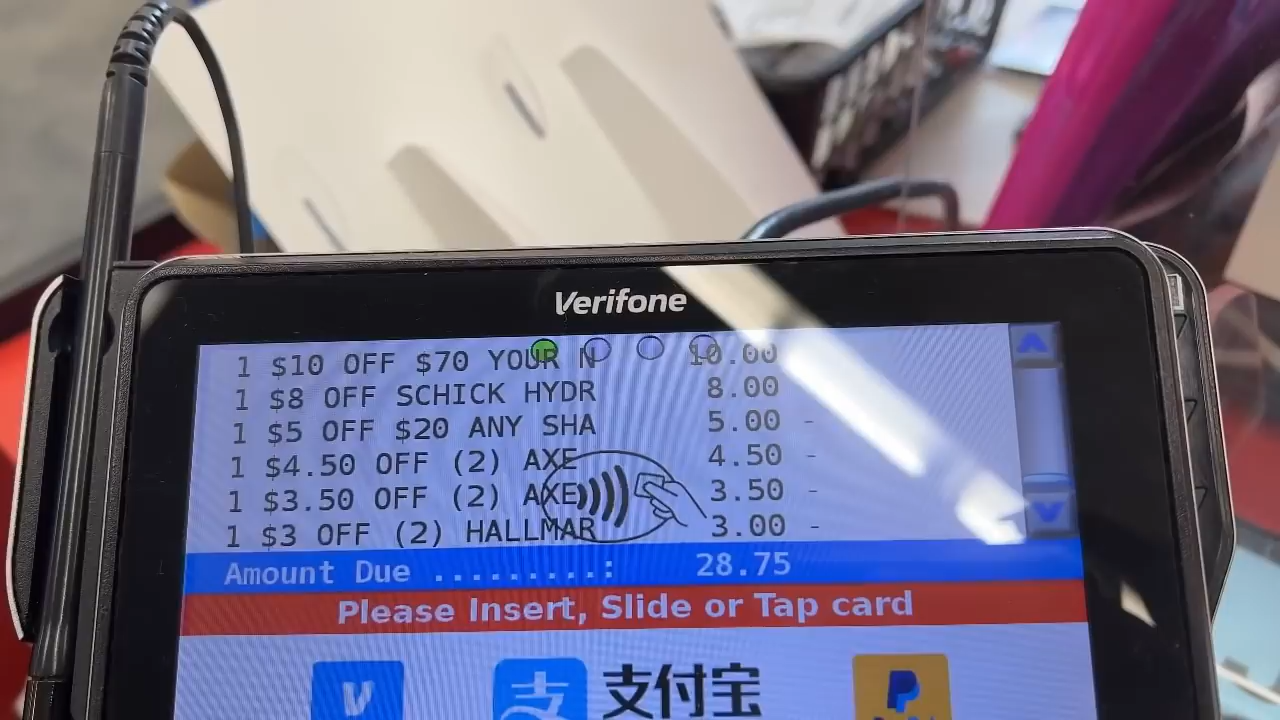 Verifone
1 $10 OFF $70 YOUR N 10.00
1 $8 OFF SCHICK HYDR 8.00
1 $5 OFF $20 ANY SHA 5.00 -
1 $4.50 OFF (2) AXE 4.50 -
1 $3.50 OFF (2) AXE 3.50 -
1 $3 OFF (2) HALLMAR 3.00 -
Amount Due .........: 28.75
Please Insert, Slide or Tap card
支付宝